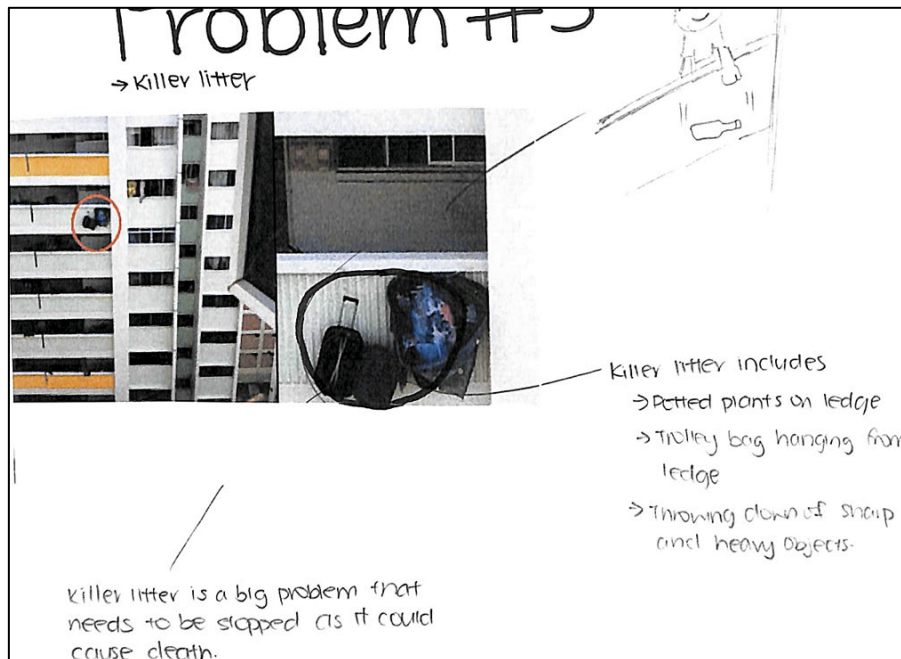 Problem #3
→ Killer litter
Killer litter includes
→ Potted plants on ledge
→ Trolley bag hanging from
ledge
→ Throwing down of sharp
and heavy objects.
Killer litter is a big problem that
needs to be stopped as it could
cause death.